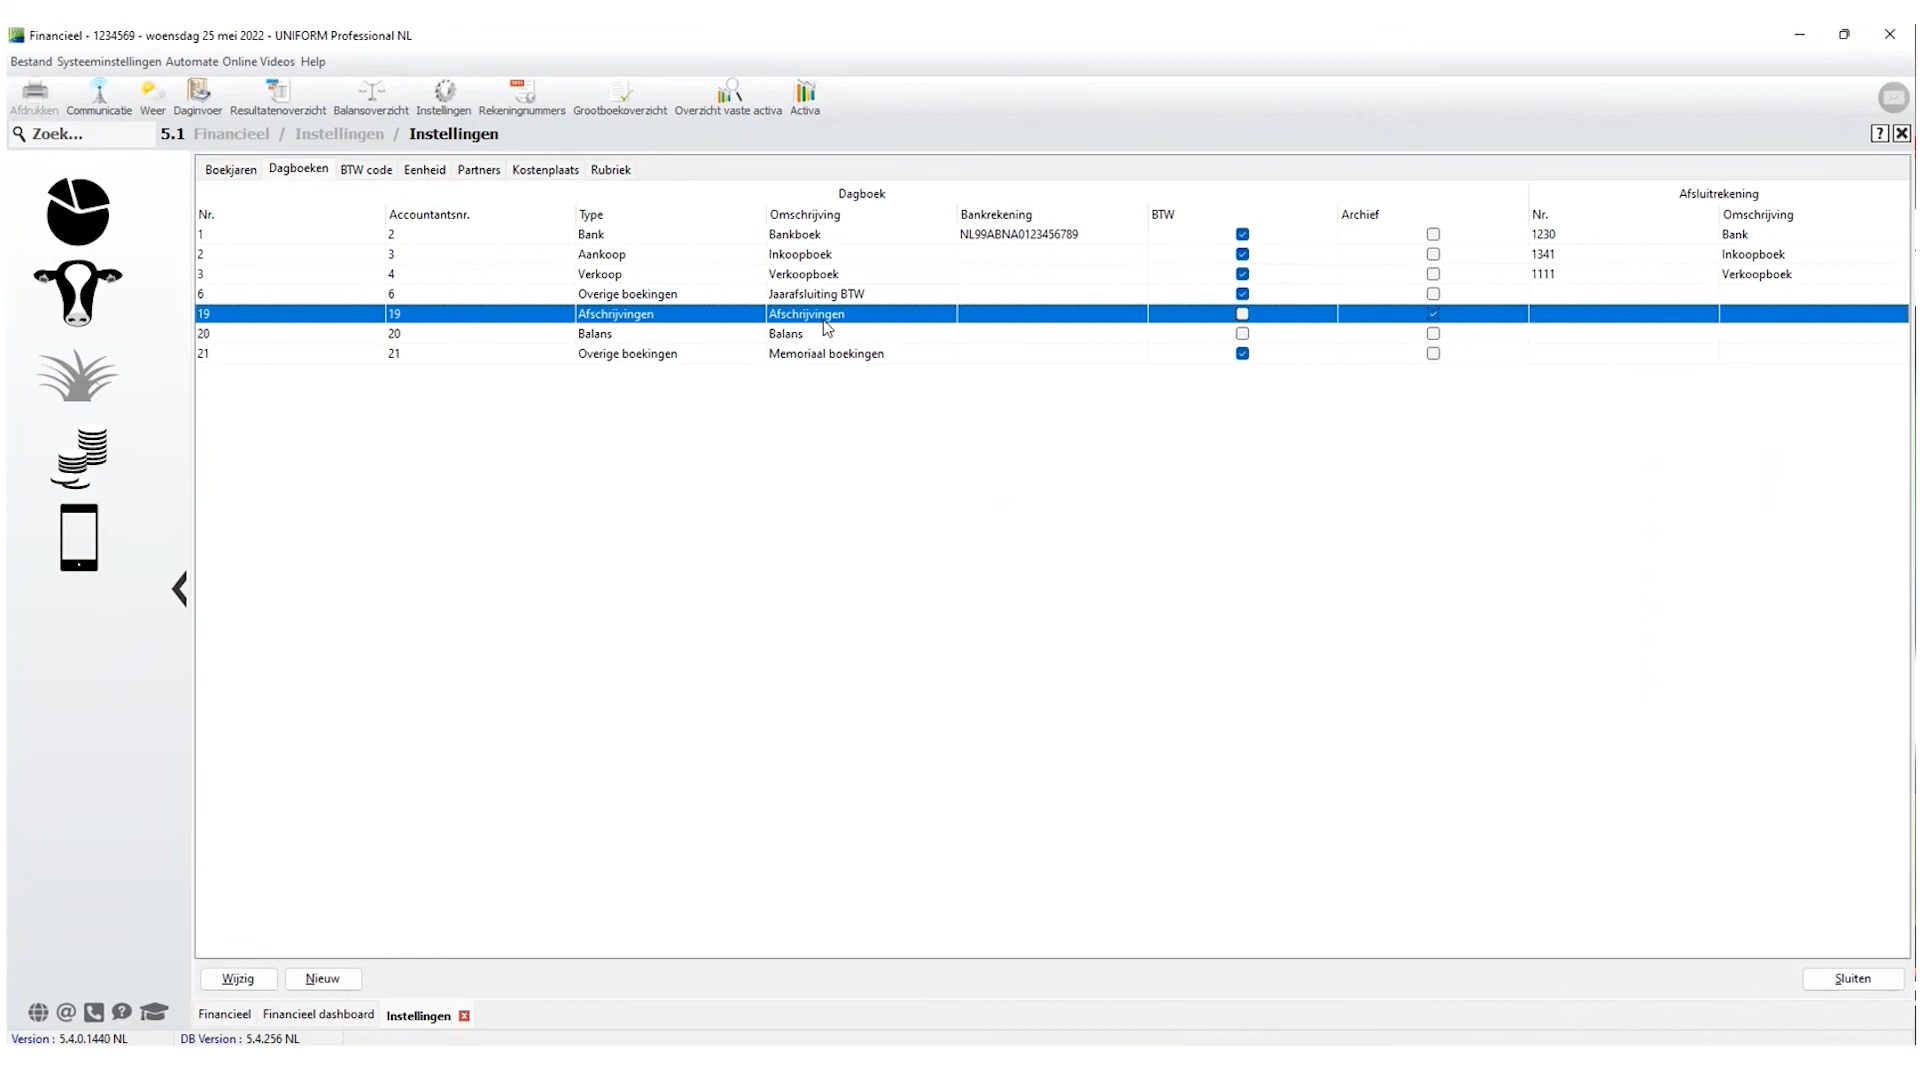 Financieel - 1234569 - woensdag 25 mei 2022 - UNIFORM Professional NL
Bestand Systeeminstellingen Automate Online Videos Help
Afdrukken Communicatie Weer Daginvoer Resultatenoverzicht Balansoverzicht Instellingen Rekeningnummers Grootboekoverzicht Overzicht vaste activa Activa
Zoek... 5.1 Financieel / Instellingen / Instellingen
Boekjaren Dagboeken BTW code Eenheid Partners Kostenplaats Rubriek
Dagboek Afsluitrekening
Nr. Accountantsnr. Type Omschrijving Bankrekening BTW Archief Nr. Omschrijving
1 2 Bank Bankboek NL99ABNA0123456789 1230 Bank
2 3 Aankoop Inkoopboek 1341 Inkoopboek
3 4 Verkoop Verkoopboek 1111 Verkoopboek
6 6 Overige boekingen Jaarafsluiting BTW
19 19 Afschrijvingen Afschrijvingen
20 20 Balans Balans
21 21 Overige boekingen Memoriaal boekingen
Wijzig Nieuw Sluiten
Financieel Financieel dashboard Instellingen
Version : 5.4.0.1440 NL DB Version : 5.4.256 NL